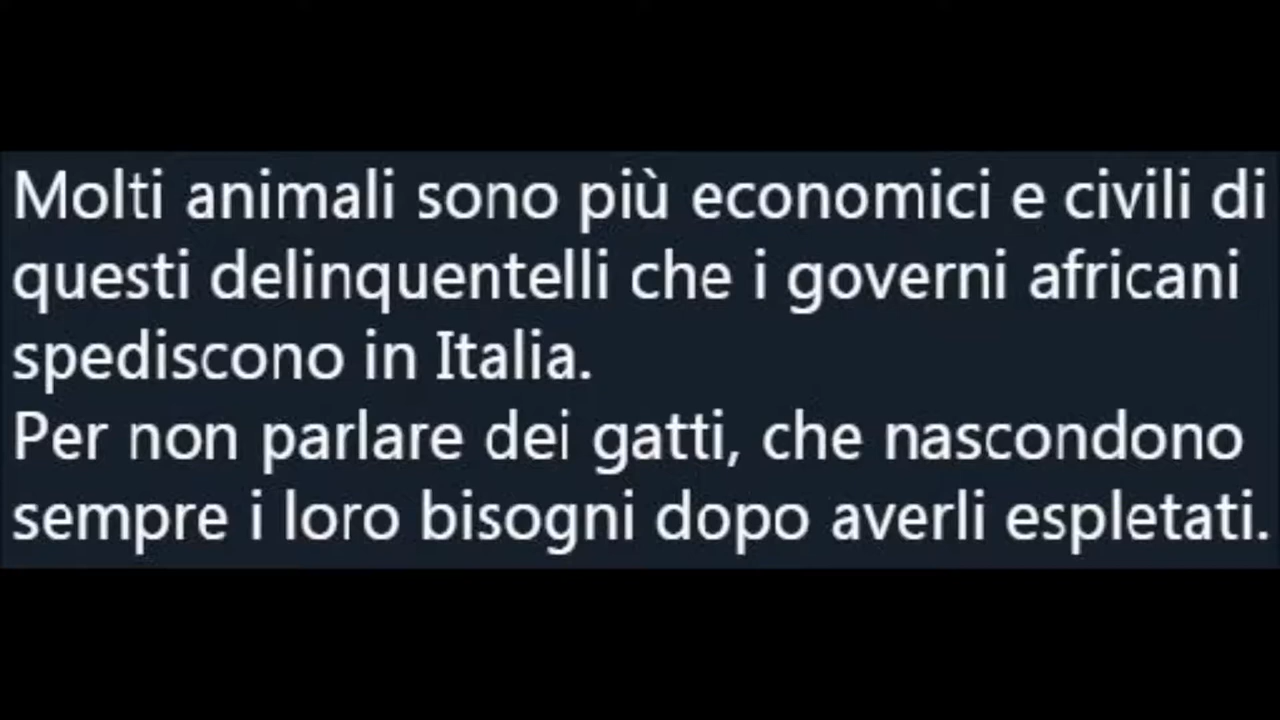 Molti animali sono più economici e civili di
questi delinquentelli che i governi africani
spediscono in Italia.
Per non parlare dei gatti, che nascondono
sempre i loro bisogni dopo averli espletati.